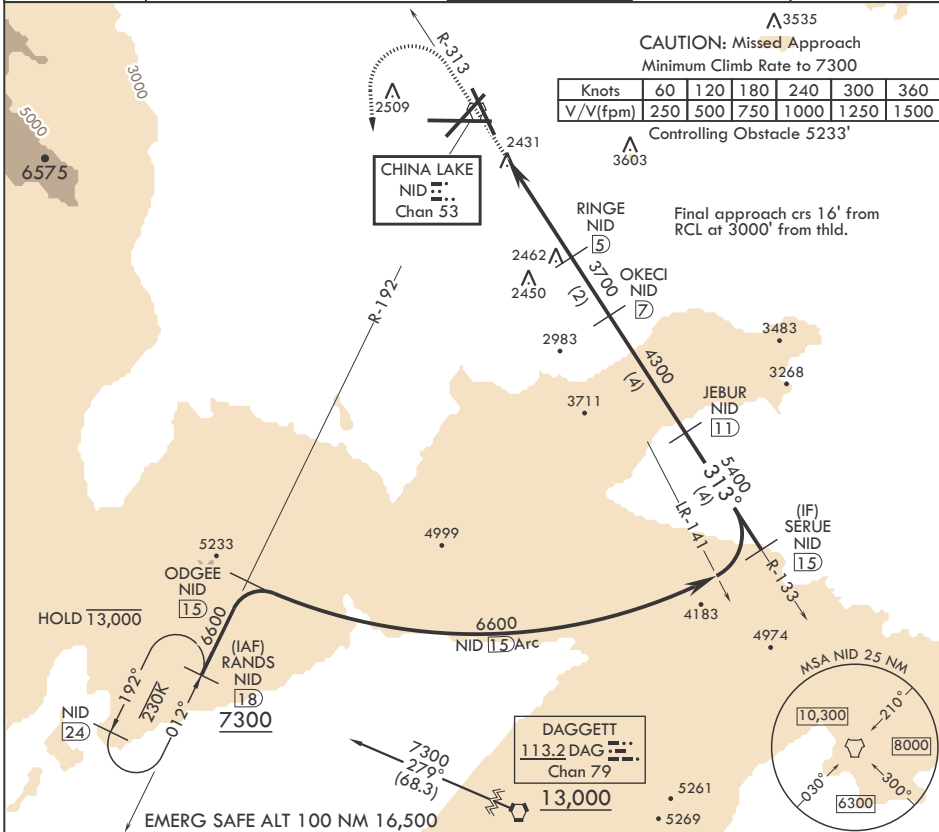 3535
CAUTION: Missed Approach
Minimum Climb Rate to 7300
Knots 60 120 180 240 300 360
V/V(fpm) 250 500 750 1000 1250 1500
Controlling Obstacle 5233'
3603
R-313
3000
5000
6575
2509
2431
CHINA LAKE
NID
Chan 53
Final approach crs 16' from
RCL at 3000' from thld.
RINGE
NID
5
2462
2450
3700
(2)
OKECI
NID
7
R-192
2983
3483
3268
4300
(4)
3711
JEBUR
NID
11
5400
313°
(4)
LR-141
(IF)
SERUE
NID
15
R-133
4999
5233
ODGEE
NID
15
4183
4974
HOLD 13,000
6600
6600
NID 15 Arc
(IAF)
RANDS
NID
18
7300
192°
230K
012°
NID
24
MSA NID 25 NM
10,300
210°
8000
030°
300°
6300
DAGGETT
113.2 DAG
Chan 79
13,000
7300
279°
(68.3)
5261
5269
EMERG SAFE ALT 100 NM 16,500